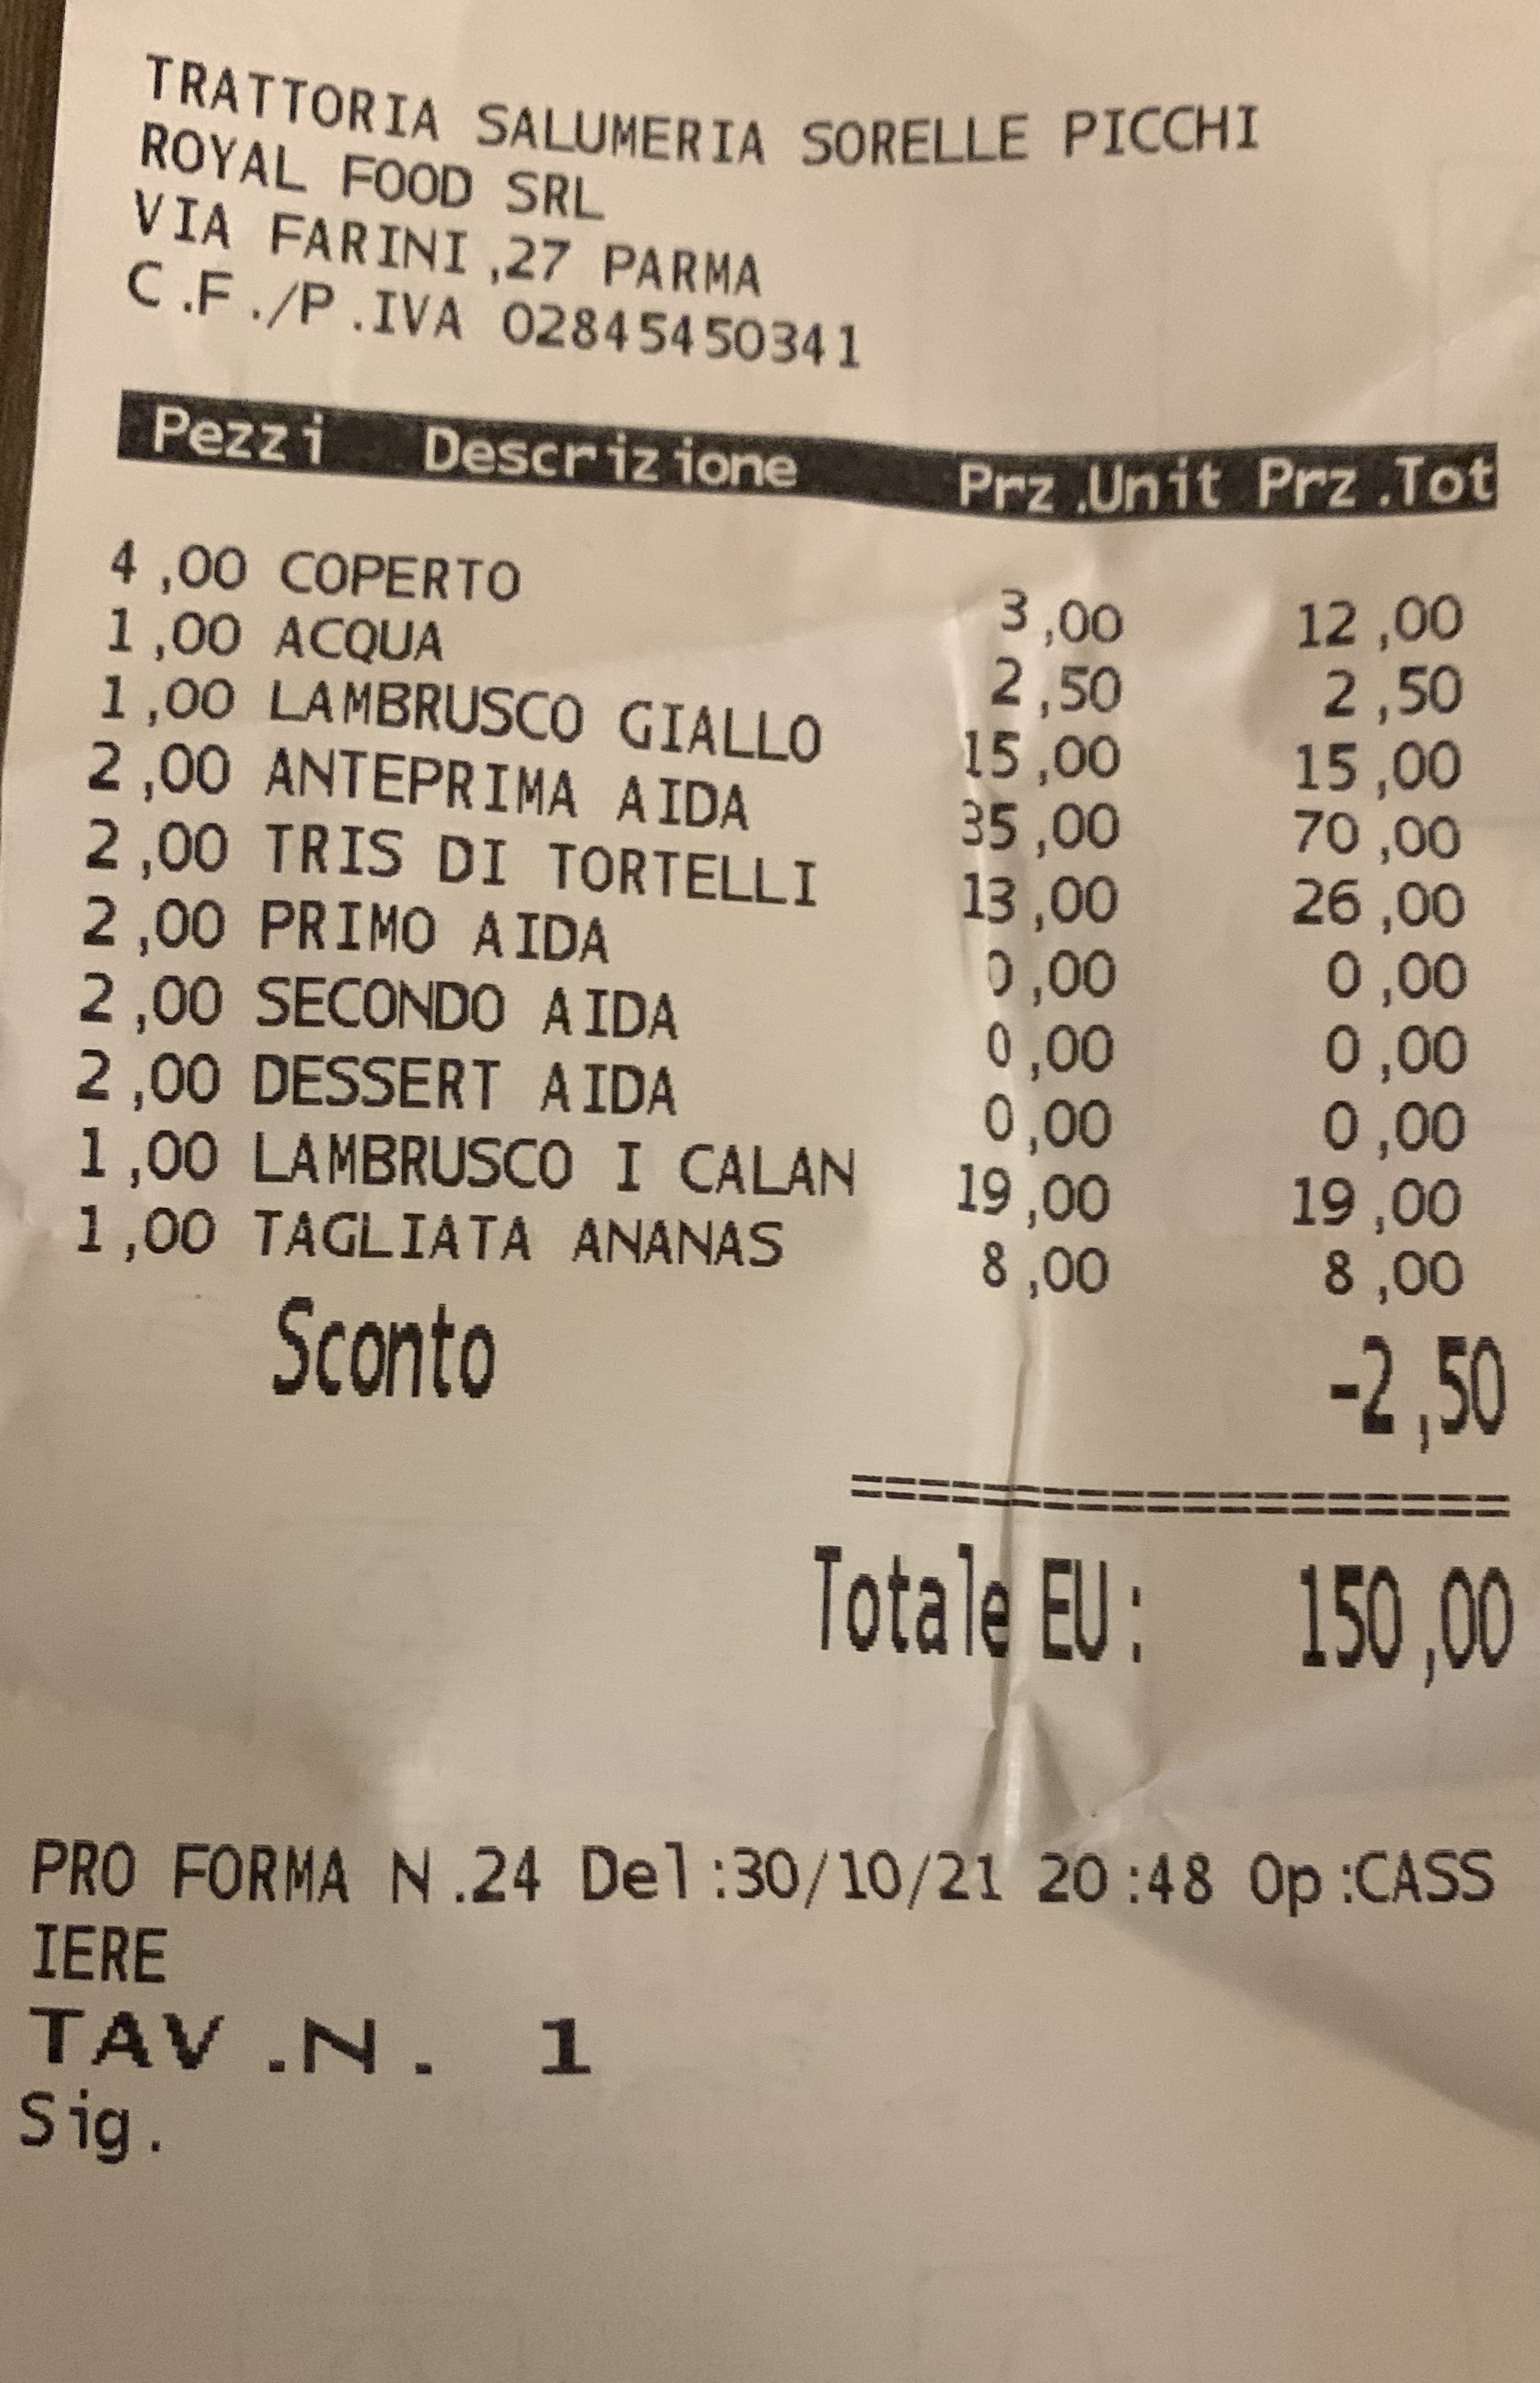 TRATTORIA SALUMERIA SORELLE PICCHI
ROYAL FOOD SRL
VIA FARINI,27 PARMA
C.F./P.IVA 02845450341
Pezzi Descrizione Prz.Unit Prz.Tot
4,00 COPERTO 3,00 12,00
1,00 ACQUA 2,50 2,50
1,00 LAMBRUSCO GIALLO 15,00 15,00
2,00 ANTEPRIMA AIDA 35,00 70,00
2,00 TRIS DI TORTELLI 13,00 26,00
2,00 PRIMO AIDA 0,00 0,00
2,00 SECONDO AIDA 0,00 0,00
2,00 DESSERT AIDA 0,00 0,00
1,00 LAMBRUSCO I CALAN 19,00 19,00
1,00 TAGLIATA ANANAS 8,00 8,00
Sconto -2,50
====================
Totale EU: 150,00
PRO FORMA N.24 Del:30/10/21 20:48 Op:CASS
IERE
TAV.N. 1
Sig.